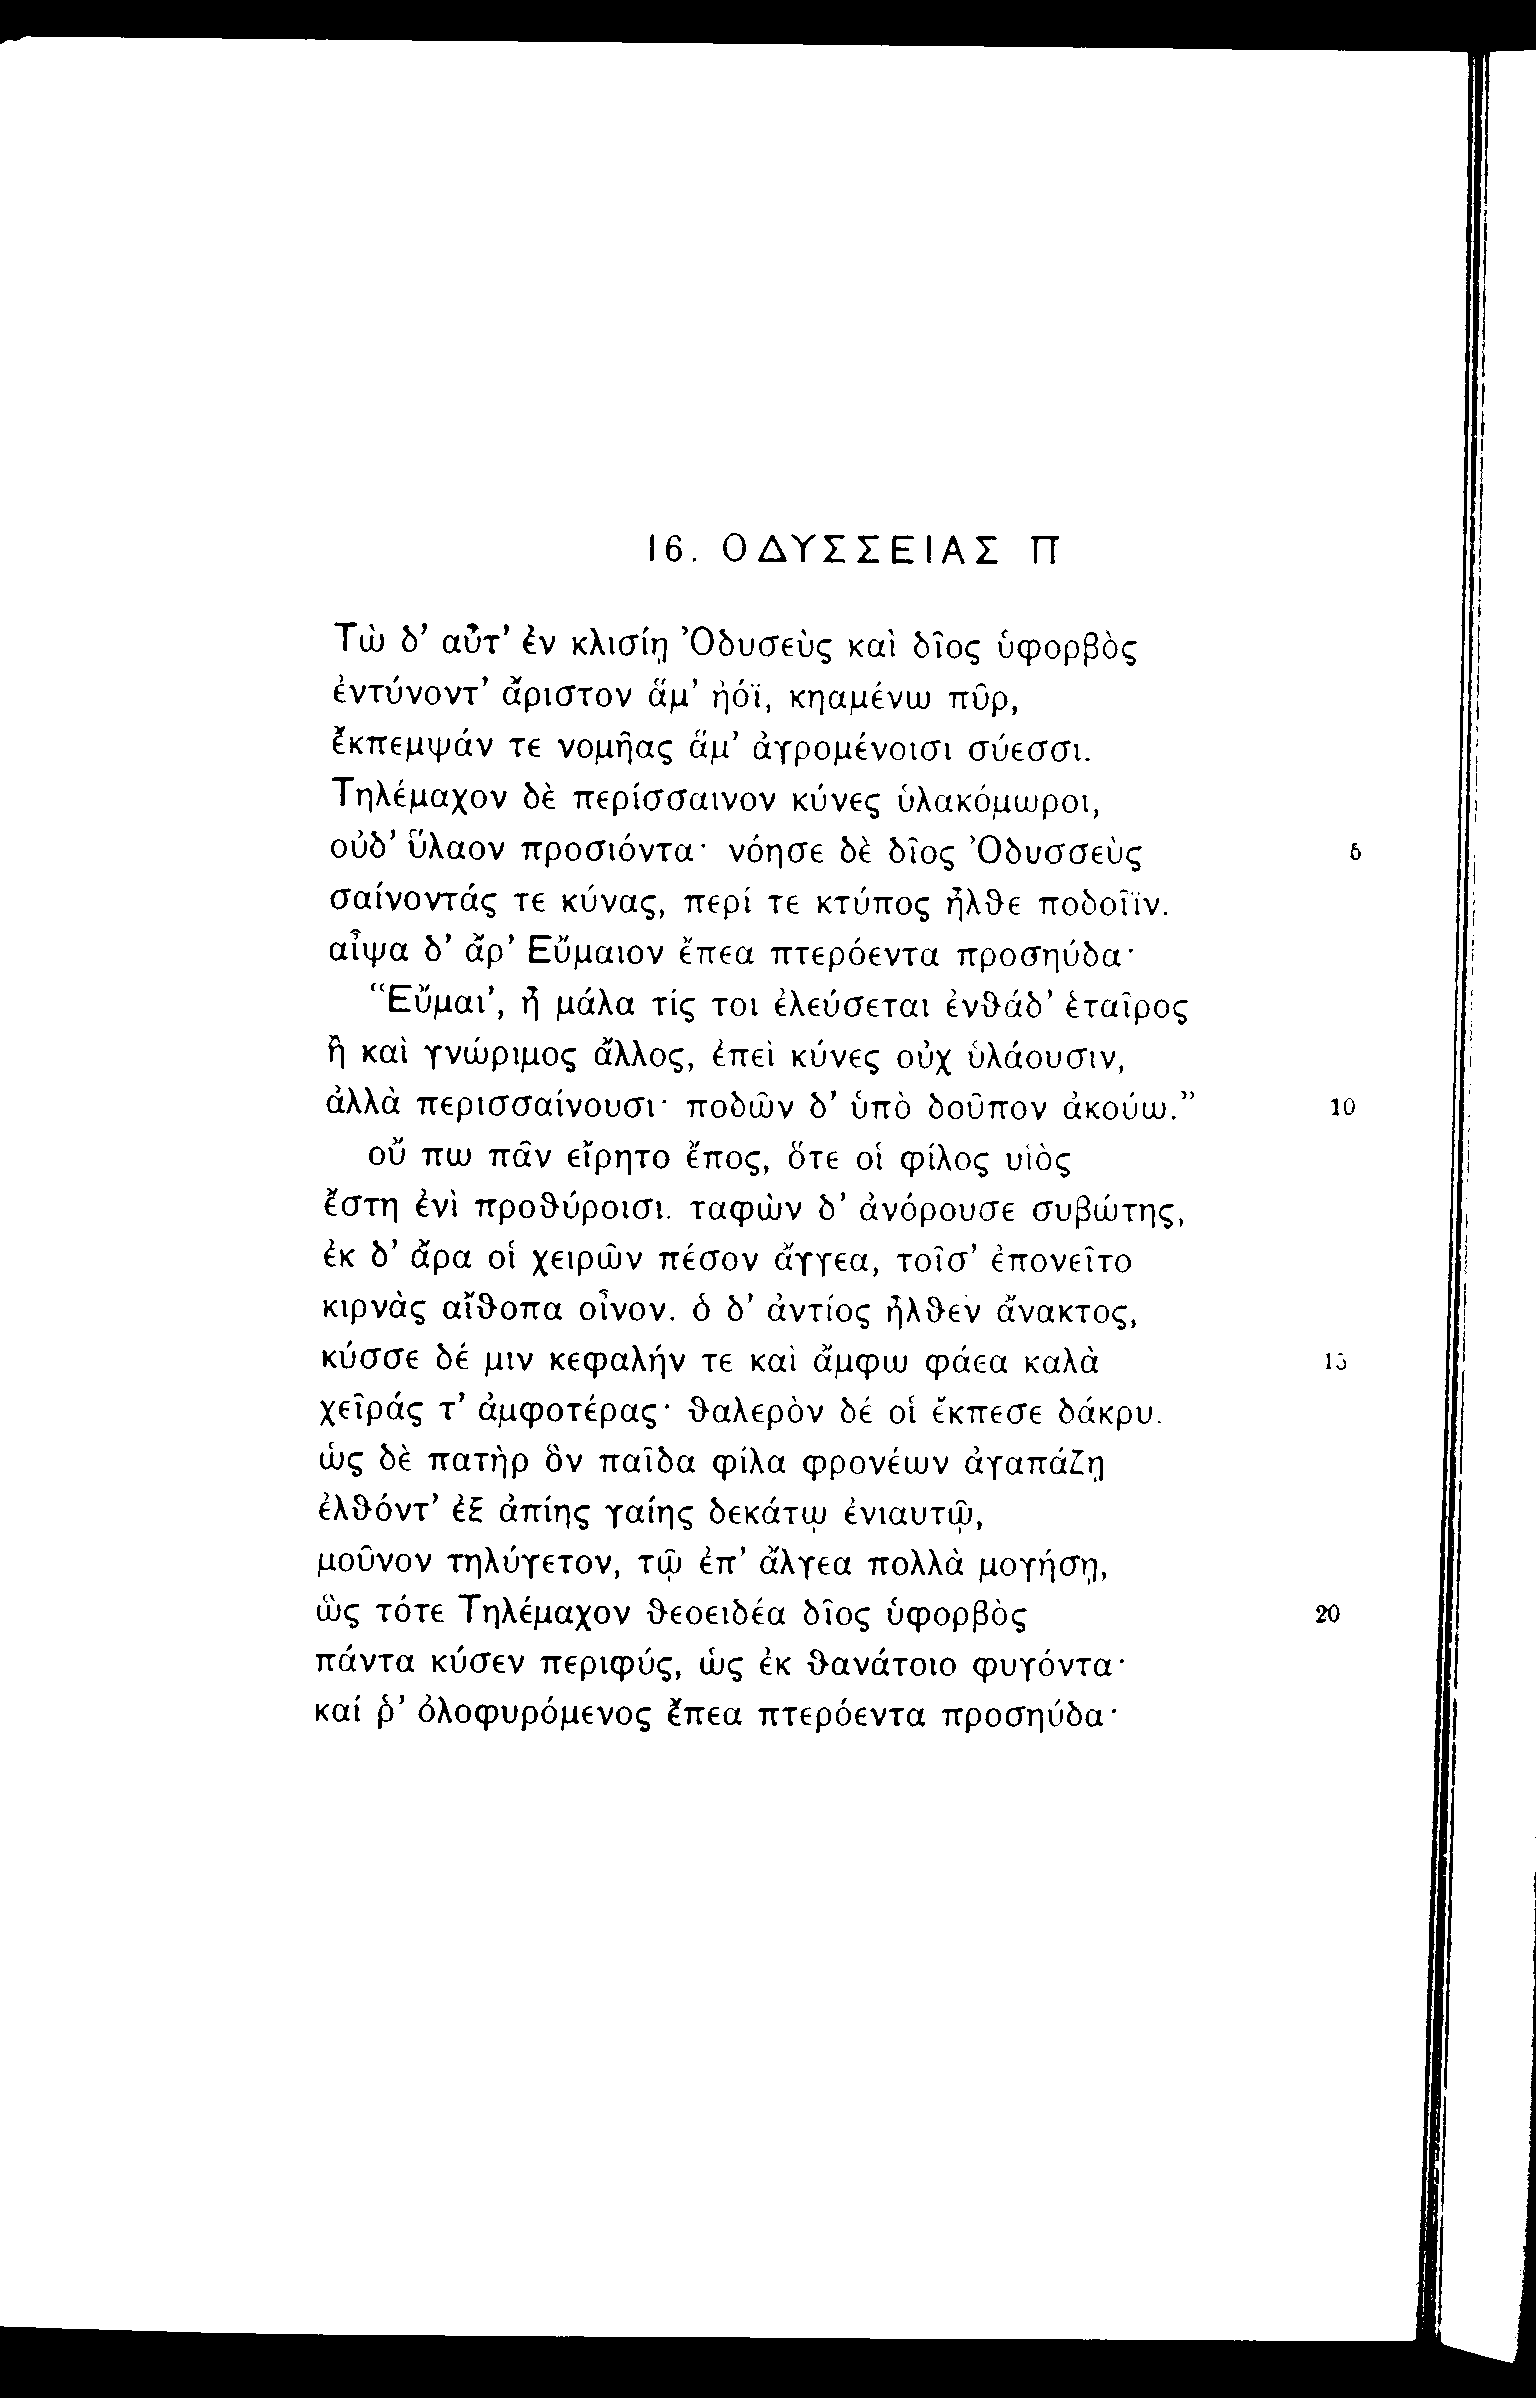 16. ΟΔΥΣΣΕΙΑΣ Π
Τὼ δ’ αὖτ’ ἐν κλισίῃ Ὀδυσεὺς καὶ δῖος ὑφορβὸς
ἐντύνοντ’ ἄριστον ἅμ’ ἠόϊ, κηαμένω πῦρ,
ἔκπεμψάν τε νομῆας ἅμ’ ἀγρομένοισι σύεσσι.
Τηλέμαχον δὲ περίσσαινον κύνες ὑλακόμωροι,
οὐδ’ ὕλαον προσιόντα· νόησε δὲ δῖος Ὀδυσσεὺς 5
σαίνοντάς τε κύνας, περί τε κτύπος ἦλθε ποδοῖϊν.
αἶψα δ’ ἄρ’ Εὔμαιον ἔπεα πτερόεντα προσηύδα·
“Εὔμαι’, ἦ μάλα τίς τοι ἐλεύσεται ἐνθάδ’ ἑταῖρος
ἢ καὶ γνώριμος ἄλλος, ἐπεὶ κύνες οὐχ ὑλάουσιν,
ἀλλὰ περισσαίνουσι· ποδῶν δ’ ὑπὸ δοῦπον ἀκούω.” 10
οὔ πω πᾶν εἴρητο ἔπος, ὅτε οἱ φίλος υἱὸς
ἔστη ἐνὶ προθύροισι. ταφὼν δ’ ἀνόρουσε συβώτης,
ἐκ δ’ ἄρα οἱ χειρῶν πέσον ἄγγεα, τοῖσ’ ἐπονεῖτο
κιρνὰς αἴθοπα οἶνον. ὁ δ’ ἀντίος ἦλθεν ἄνακτος,
κύσσε δέ μιν κεφαλήν τε καὶ ἄμφω φάεα καλὰ 15
χεῖράς τ’ ἀμφοτέρας· θαλερὸν δέ οἱ ἔκπεσε δάκρυ.
ὡς δὲ πατὴρ ὃν παῖδα φίλα φρονέων ἀγαπάζῃ
ἐλθόντ’ ἐξ ἀπίης γαίης δεκάτῳ ἐνιαυτῷ,
μοῦνον τηλύγετον, τῷ ἐπ’ ἄλγεα πολλὰ μογήσῃ,
ὣς τότε Τηλέμαχον θεοειδέα δῖος ὑφορβὸς 20
πάντα κύσεν περιφύς, ὡς ἐκ θανάτοιο φυγόντα·
καί ῥ’ ὀλοφυρόμενος ἔπεα πτερόεντα προσηύδα·